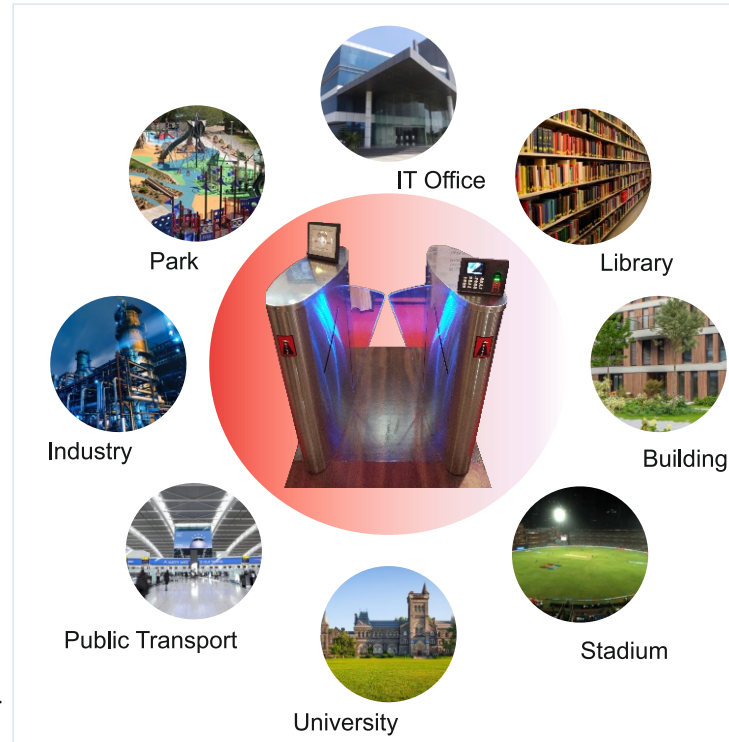 IT Office
Park
Library
Industry
Building
Public Transport
Stadium
University